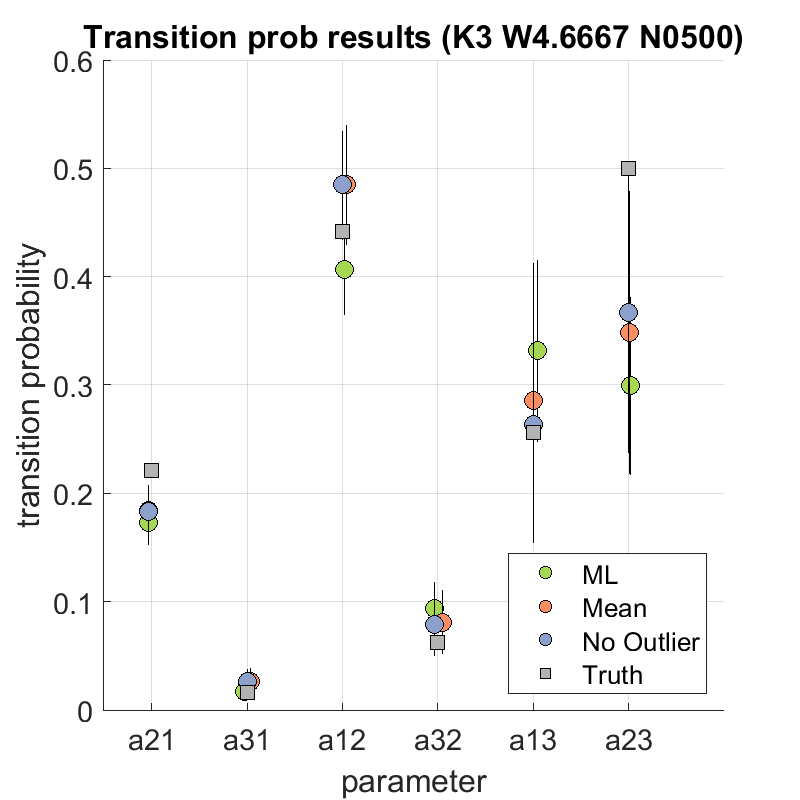 Transition prob results (K3 W4.6667 N0500)
0.6
0.5
0.4
0.3
0.2
0.1
0
transition probability
ML
Mean
No Outlier
Truth
a21 a31 a12 a32 a13 a23
parameter